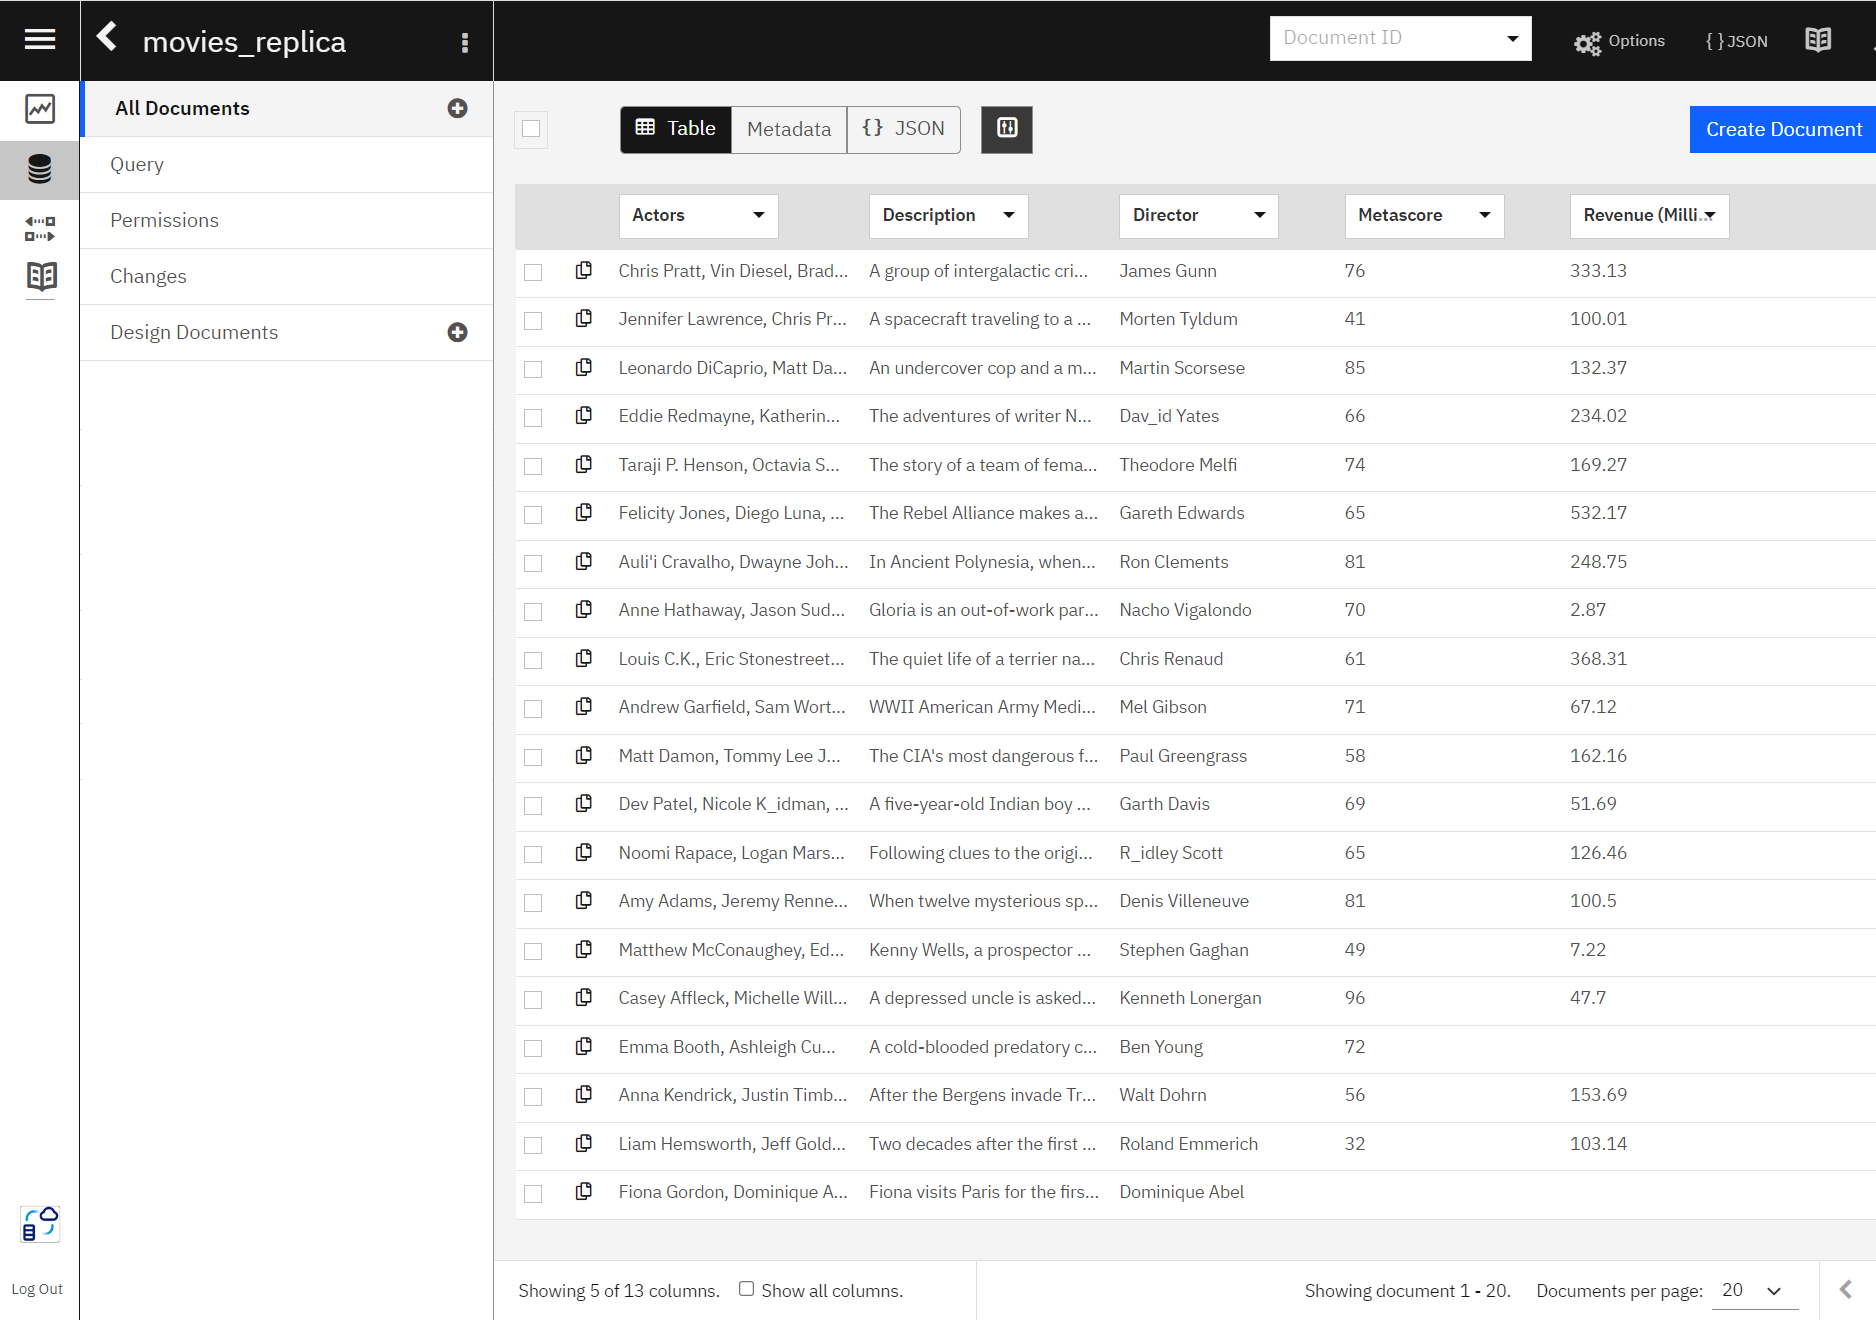 movies_replica
Document ID
Options
{ } JSON
All Documents
Query
Permissions
Changes
Design Documents
Log Out
Table
Metadata
{} JSON
Create Document
Actors Description Director Metascore Revenue (Milli...
Chris Pratt, Vin Diesel, Brad... A group of intergalactic cri... James Gunn 76 333.13
Jennifer Lawrence, Chris Pr... A spacecraft traveling to a ... Morten Tyldum 41 100.01
Leonardo DiCaprio, Matt Da... An undercover cop and a m... Martin Scorsese 85 132.37
Eddie Redmayne, Katherin... The adventures of writer N... Dav_id Yates 66 234.02
Taraji P. Henson, Octavia S... The story of a team of fema... Theodore Melfi 74 169.27
Felicity Jones, Diego Luna, ... The Rebel Alliance makes a... Gareth Edwards 65 532.17
Auli'i Cravalho, Dwayne Joh... In Ancient Polynesia, when... Ron Clements 81 248.75
Anne Hathaway, Jason Sud... Gloria is an out-of-work par... Nacho Vigalondo 70 2.87
Louis C.K., Eric Stonestreet... The quiet life of a terrier na... Chris Renaud 61 368.31
Andrew Garfield, Sam Wort... WWII American Army Medi... Mel Gibson 71 67.12
Matt Damon, Tommy Lee J... The CIA's most dangerous f... Paul Greengrass 58 162.16
Dev Patel, Nicole K_idman, ... A five-year-old Indian boy ... Garth Davis 69 51.69
Noomi Rapace, Logan Mars... Following clues to the origi... R_idley Scott 65 126.46
Amy Adams, Jeremy Renne... When twelve mysterious sp... Denis Villeneuve 81 100.5
Matthew McConaughey, Ed... Kenny Wells, a prospector ... Stephen Gaghan 49 7.22
Casey Affleck, Michelle Will... A depressed uncle is asked... Kenneth Lonergan 96 47.7
Emma Booth, Ashleigh Cu... A cold-blooded predatory c... Ben Young 72
Anna Kendrick, Justin Timb... After the Bergens invade Tr... Walt Dohrn 56 153.69
Liam Hemsworth, Jeff Gold... Two decades after the first ... Roland Emmerich 32 103.14
Fiona Gordon, Dominique A... Fiona visits Paris for the firs... Dominique Abel
Showing 5 of 13 columns. Show all columns. Showing document 1 - 20. Documents per page: 20